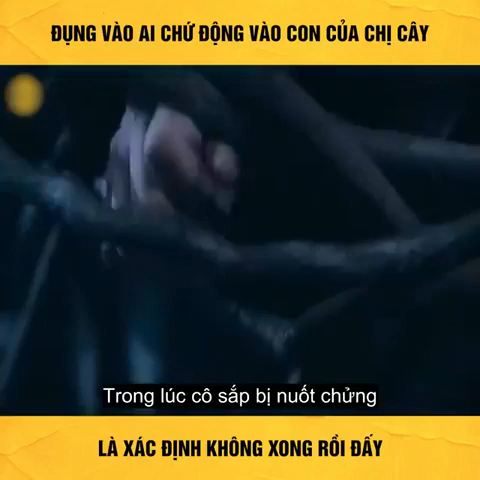 ĐỤNG VÀO AI CHỨ ĐỘNG VÀO CON CỦA CHỊ CÂY
Trong lúc cô sắp bị nuốt chửng
LÀ XÁC ĐỊNH KHÔNG XONG RỒI ĐẤY